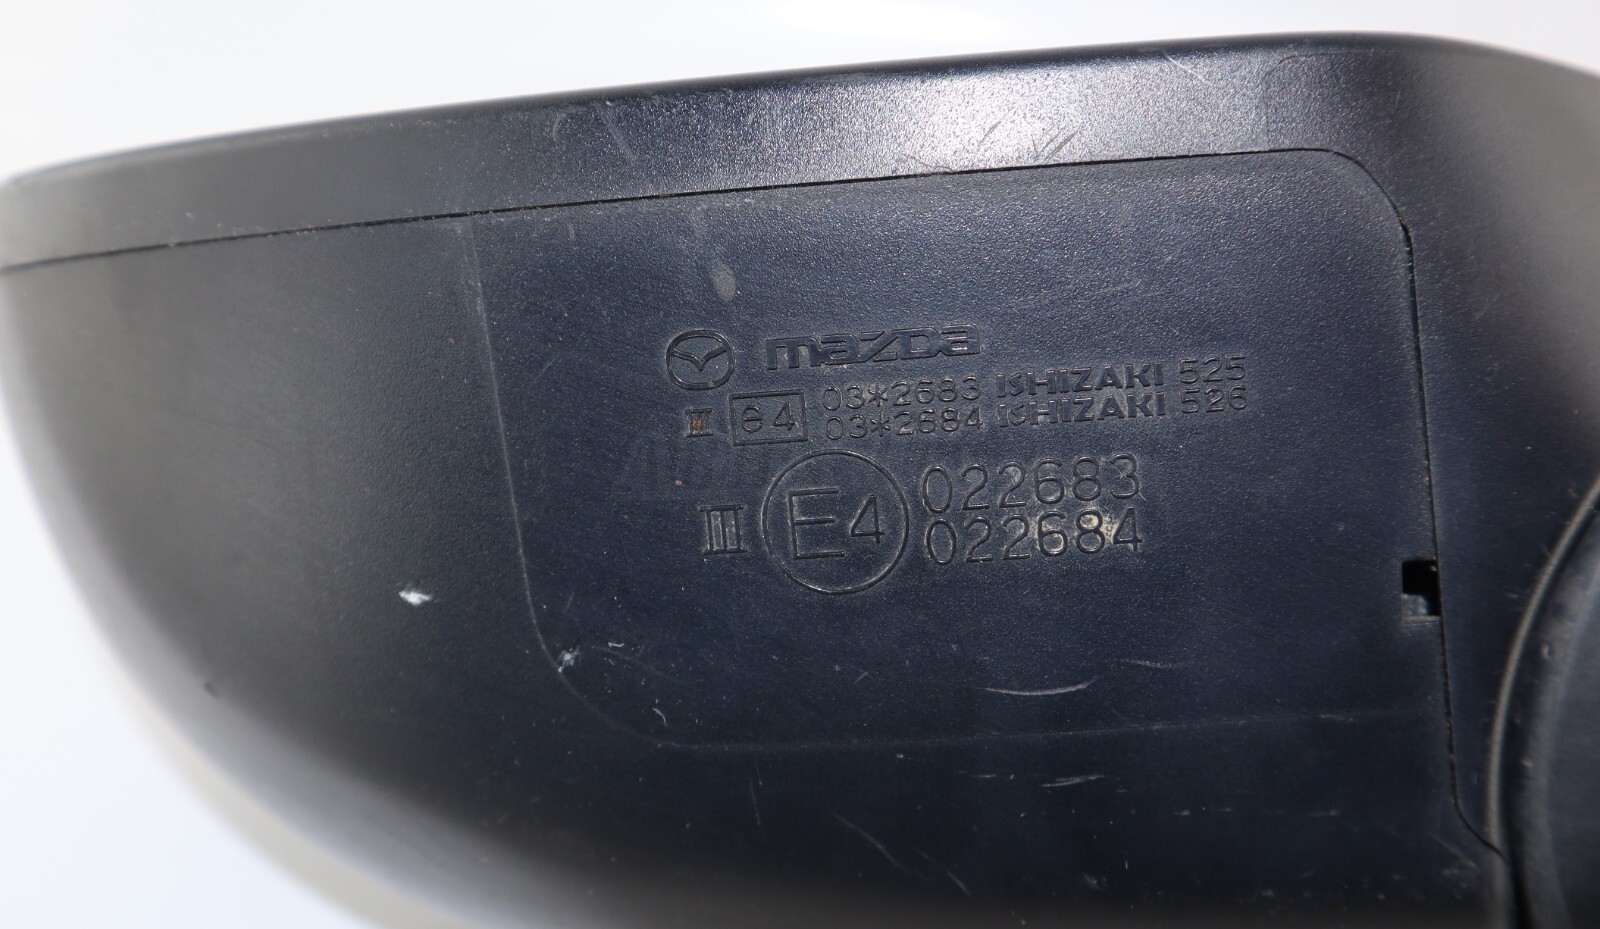 mazda
03*2683 ISHIZAKI 525
II e4 03*2684 ISHIZAKI 526
022683
III E4 022684